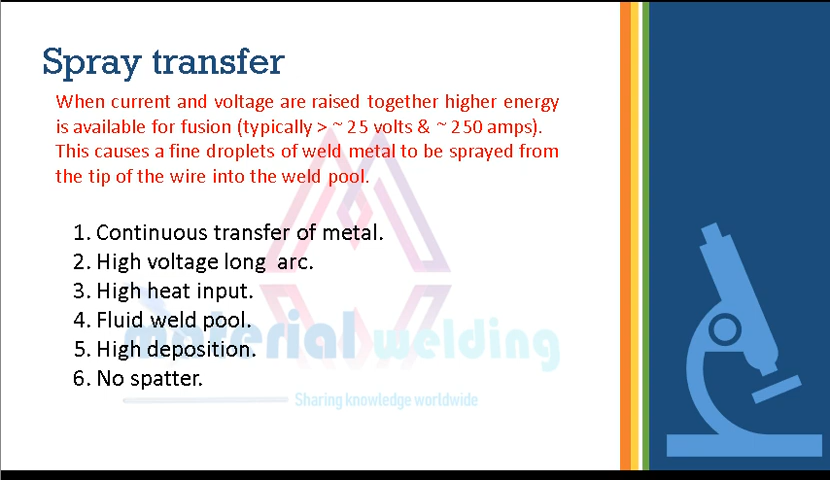 Spray transfer
When current and voltage are raised together higher energy
is available for fusion (typically > ~ 25 volts & ~ 250 amps).
This causes a fine droplets of weld metal to be sprayed from
the tip of the wire into the weld pool.
1. Continuous transfer of metal.
2. High voltage long  arc.
3. High heat input.
4. Fluid weld pool.
5. High deposition.
6. No spatter.
material welding
Sharing knowledge worldwide